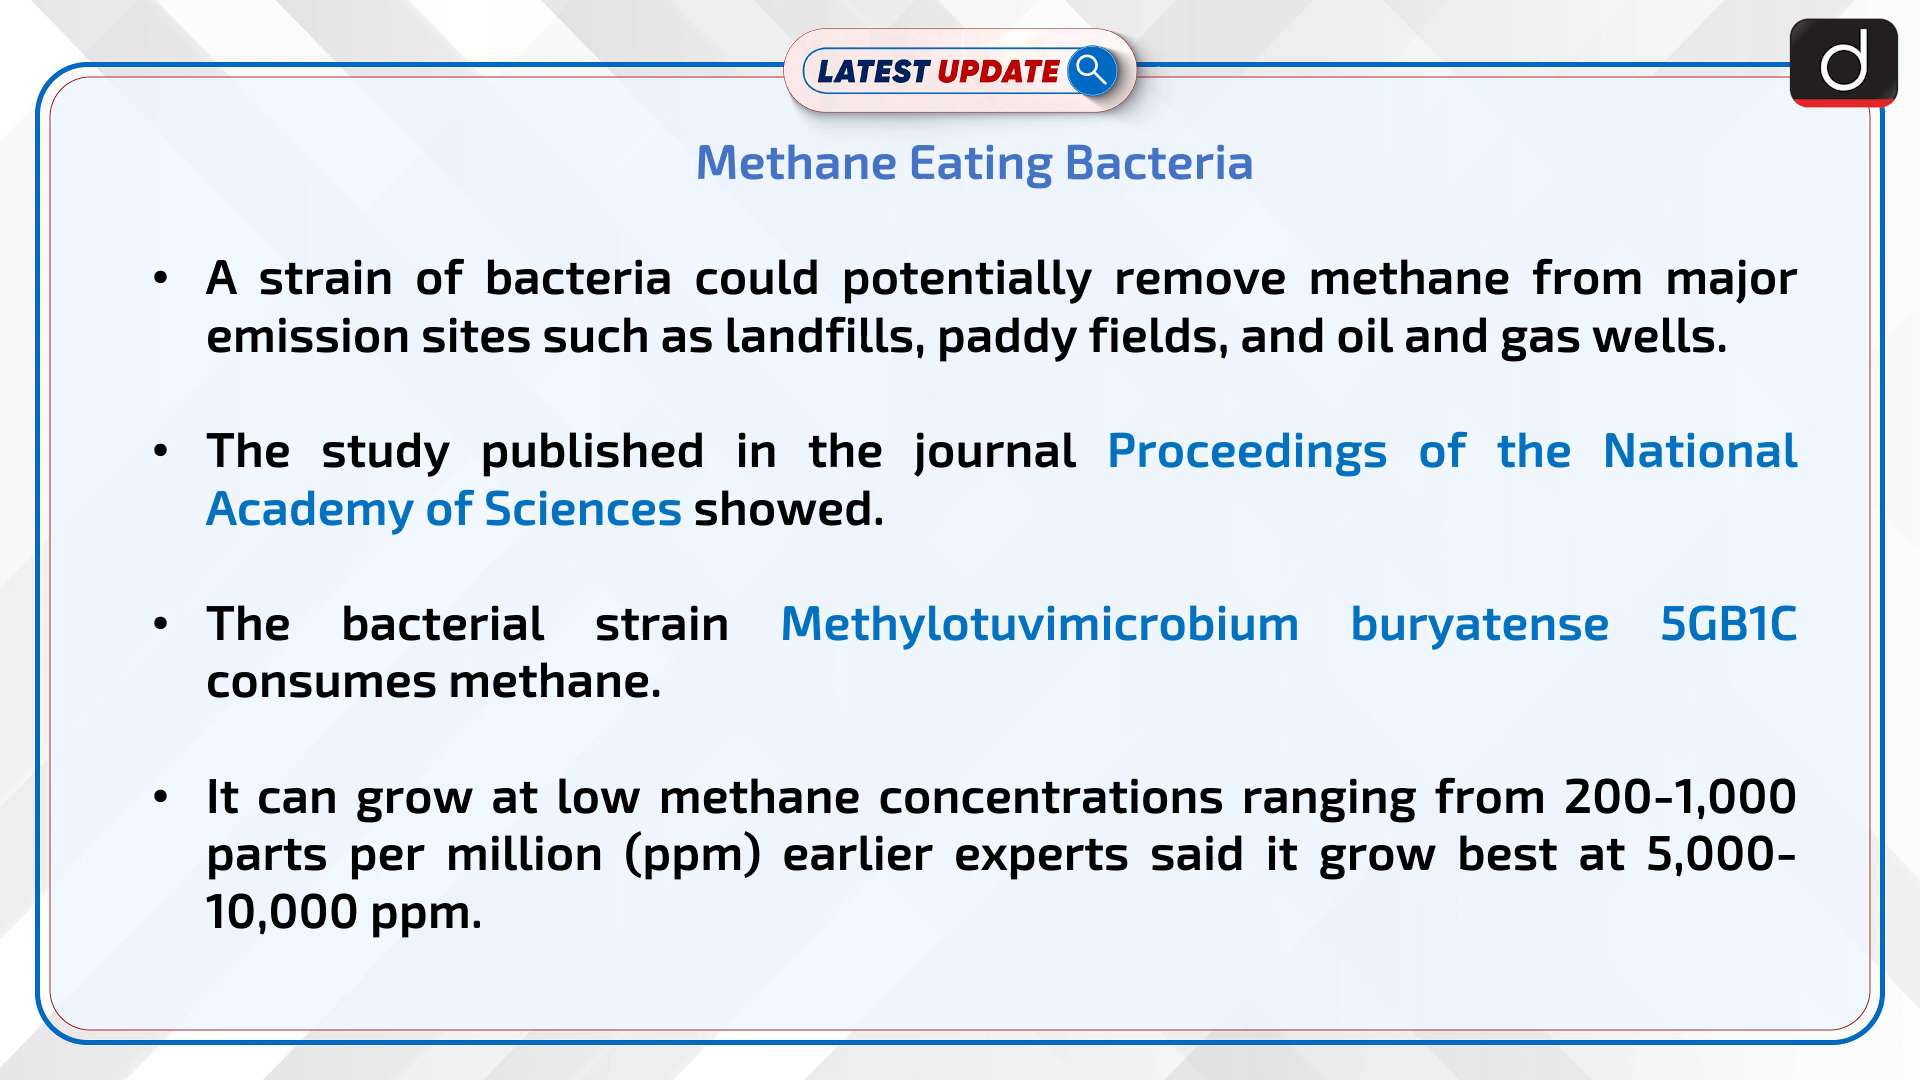 LATEST UPDATE
d
Methane Eating Bacteria
• A strain of bacteria could potentially remove methane from major
emission sites such as landfills, paddy fields, and oil and gas wells.
• The study published in the journal Proceedings of the National
Academy of Sciences showed.
• The bacterial strain Methylotuvimicrobium buryatense 5GB1C
consumes methane.
• It can grow at low methane concentrations ranging from 200-1,000
parts per million (ppm) earlier experts said it grow best at 5,000-
10,000 ppm.